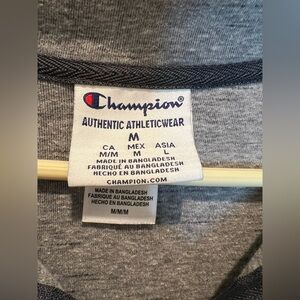 Champion®
AUTHENTIC ATHLETICWEAR
M
CA MEX ASIA
M/M M L
MADE IN BANGLADESH
FABRIQUÉ AU BANGLADESH
HECHO EN BANGLADESH
CHAMPION.COM
MADE IN BANGLADESH
FABRIQUÉ AU BANGLADESH
HECHO EN BANGLADESH
M/M/M